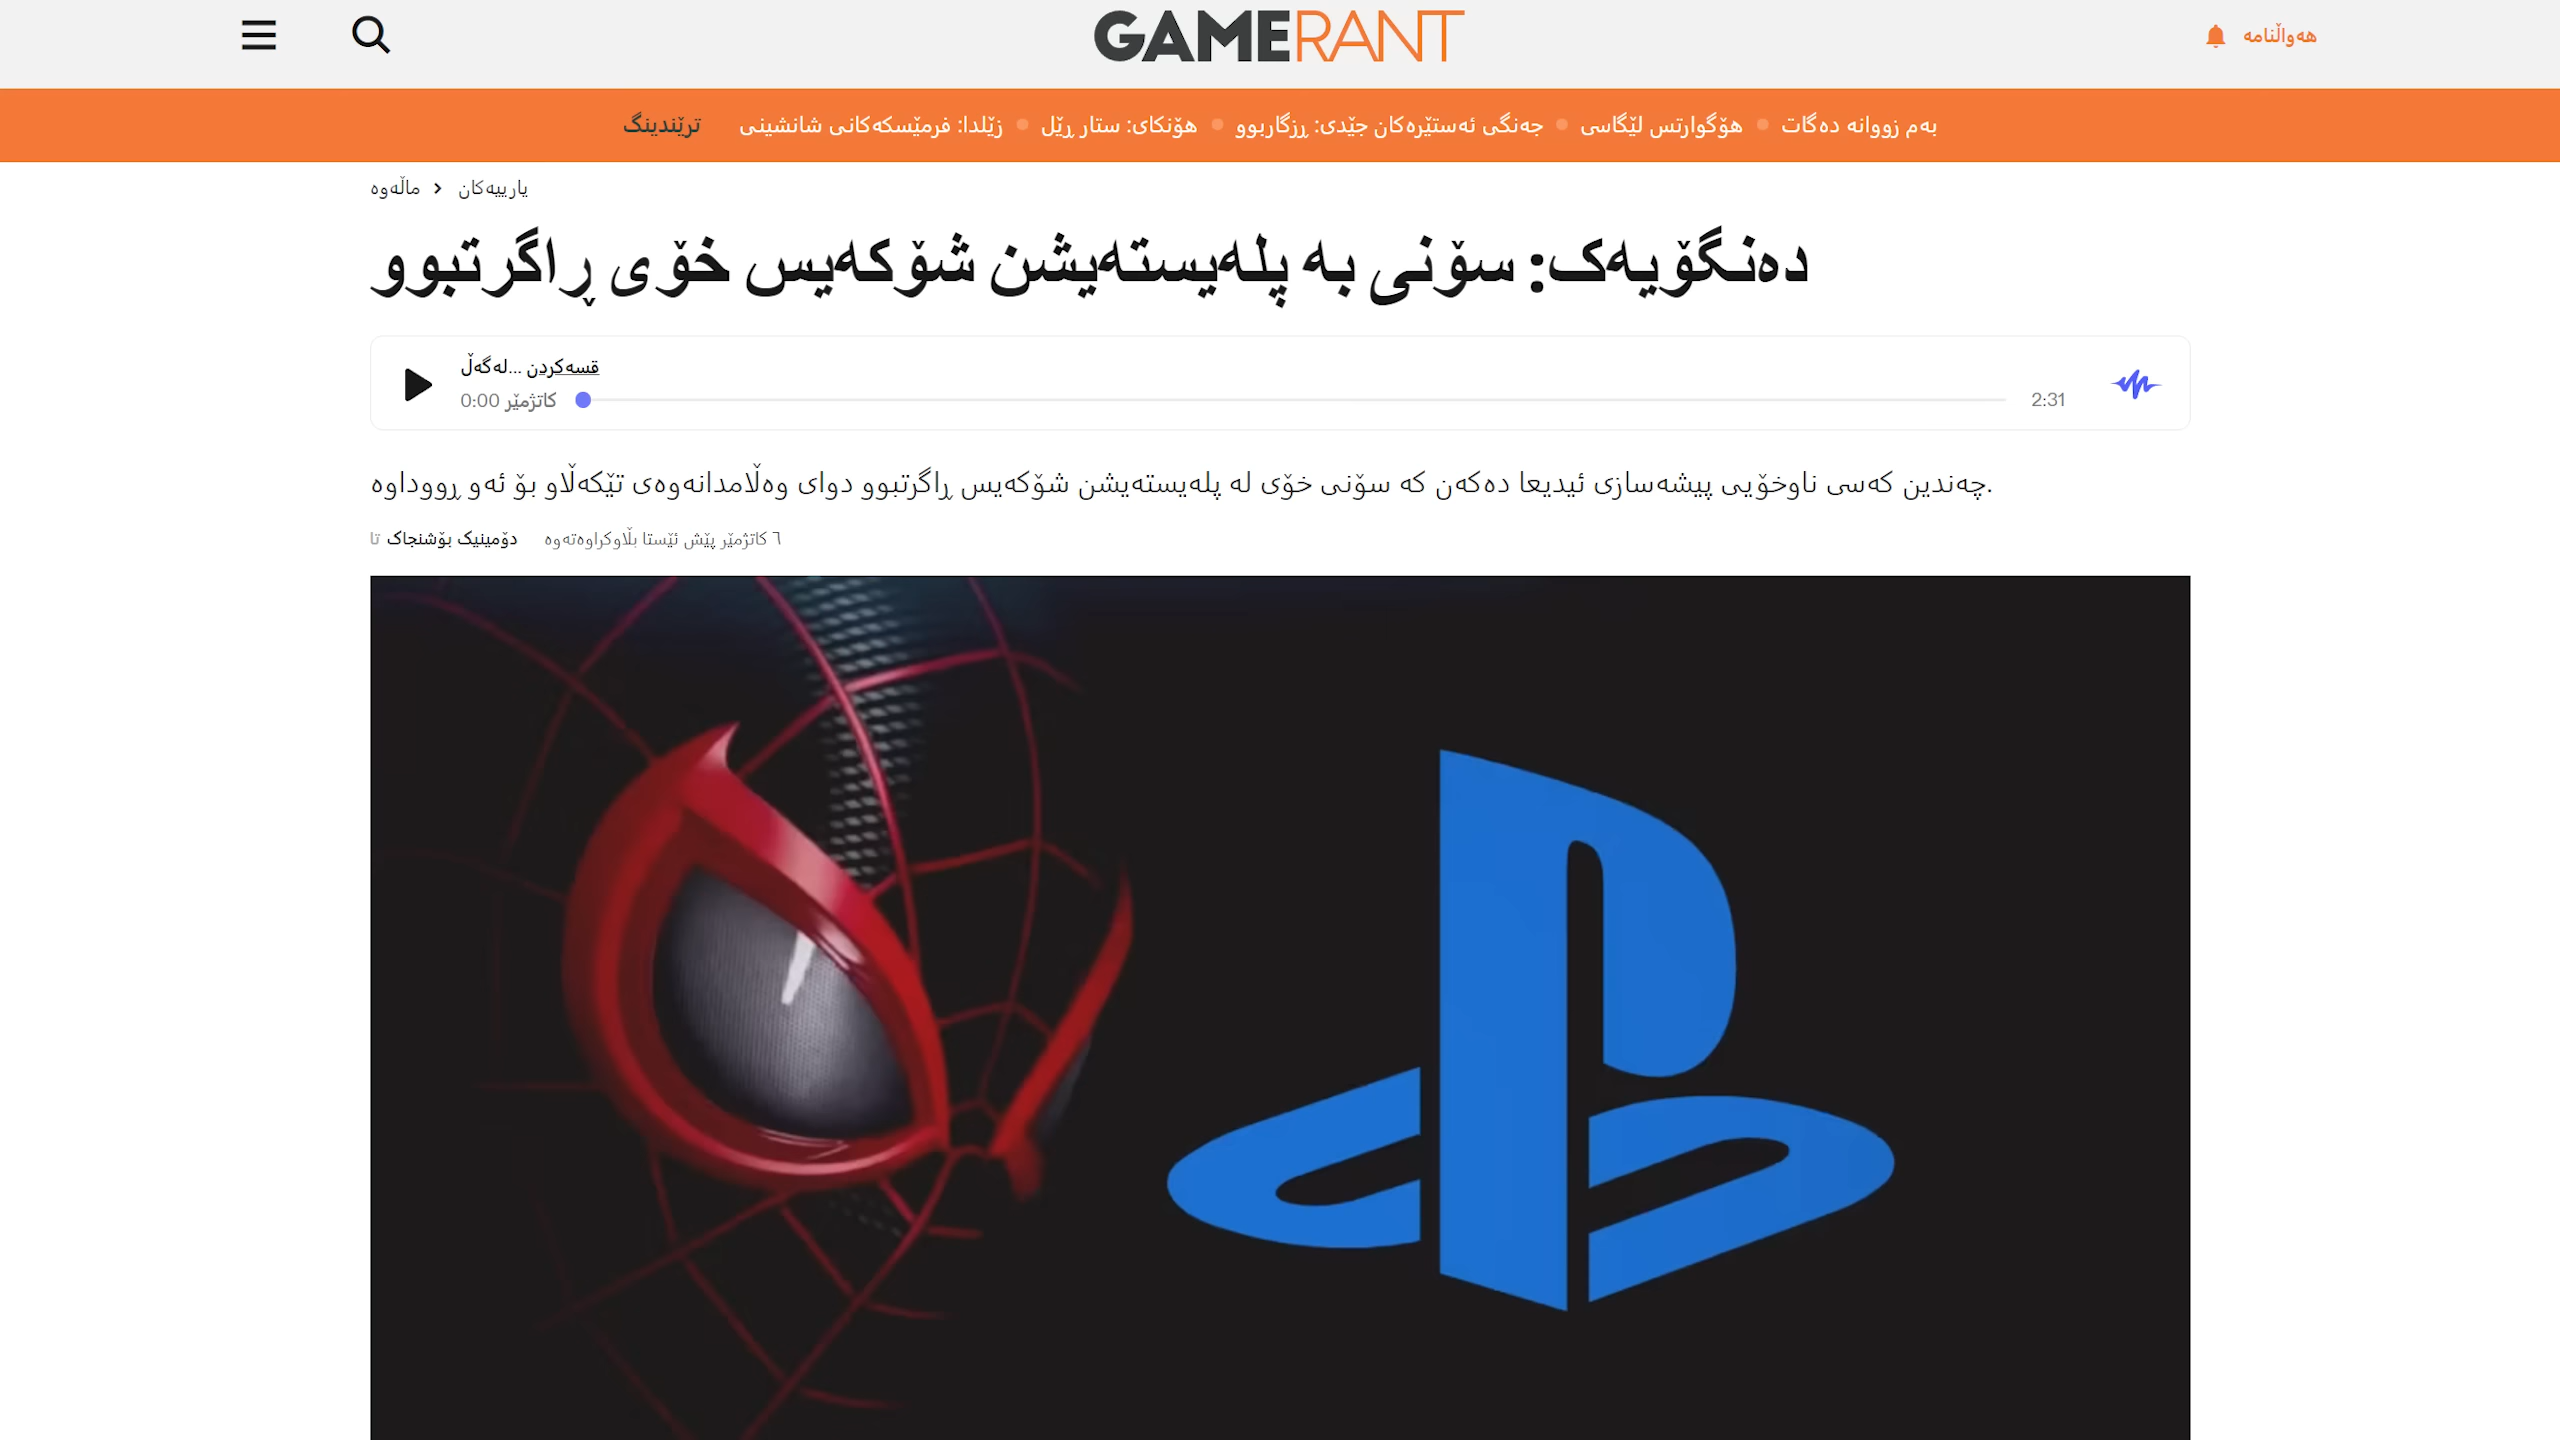 GAMERANT
هەواڵنامە
ترێندینگ
زێلدا: فرمێسکەکانی شانشینی
هۆنکای: ستار ڕێل
جەنگی ئەستێرەکان جێدی: ڕزگاربوو
هۆگوارتس لێگاسی
بەم زووانە دەگات
ماڵەوە
یارییەکان
دەنگۆیەک: سۆنی بە پلەیستەیشن شۆکەیس خۆی ڕاگرتبوو
قسەکردن ...لەگەڵ
0:00 کاتژمێر
2:31
چەندین کەسی ناوخۆیی پیشەسازی ئیدیعا دەکەن کە سۆنی خۆی لە پلەیستەیشن شۆکەیس ڕاگرتبوو دوای وەڵامدانەوەی تێکەڵاو بۆ ئەو ڕووداوە.
تا دۆمینیک بۆشنجاک
٦ کاتژمێر پێش ئێستا بڵاوکراوەتەوە